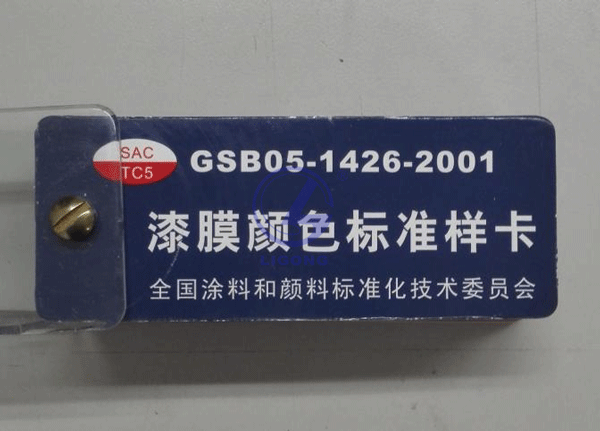 SAC
TC5
GSB05-1426-2001
漆膜颜色标准样卡
全国涂料和颜料标准化技术委员会